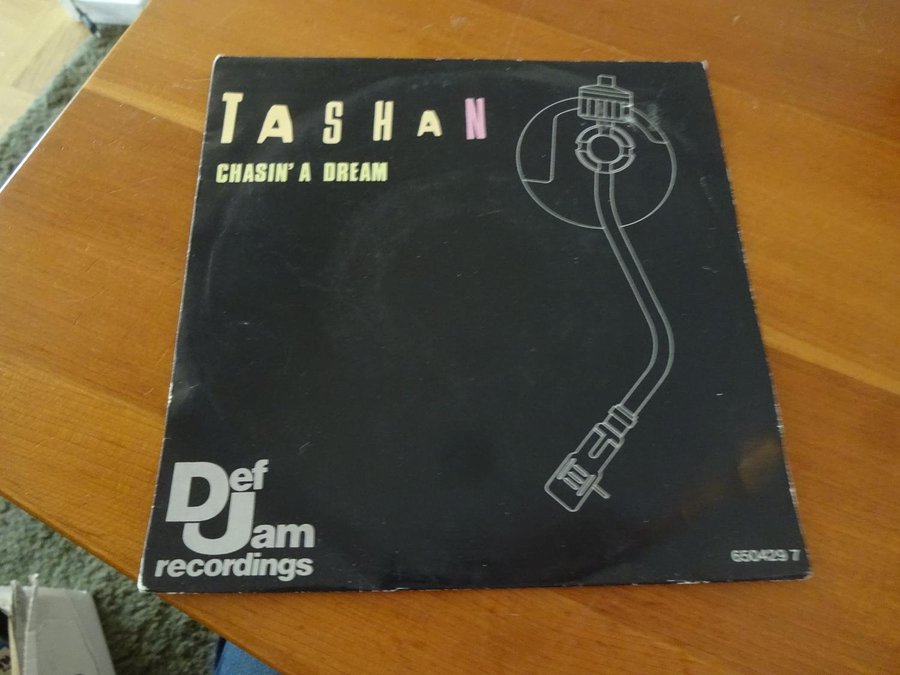 TASHAN
CHASIN' A DREAM
Def Jam
recordings
650429 7